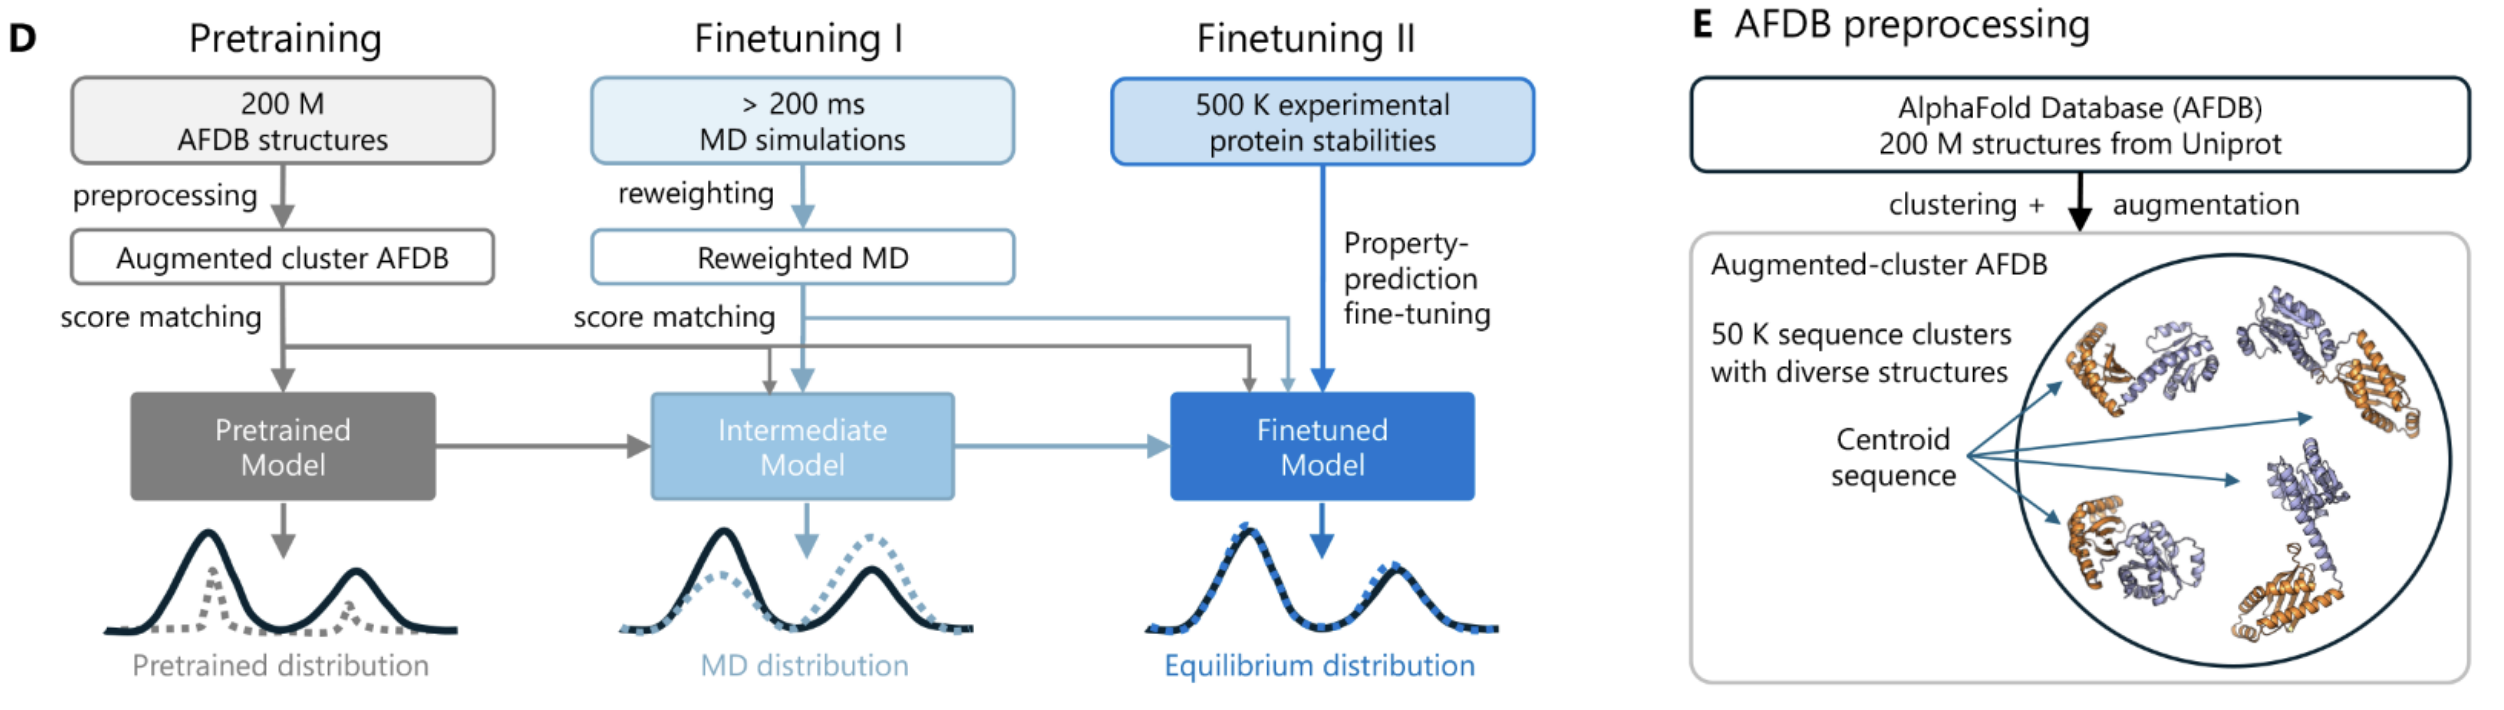 D
Pretraining
200 M
AFDB structures
preprocessing
Augmented cluster AFDB
score matching
Pretrained
Model
Pretrained distribution
Finetuning I
> 200 ms
MD simulations
reweighting
Reweighted MD
score matching
Intermediate
Model
MD distribution
Finetuning II
500 K experimental
protein stabilities
Property-
prediction
fine-tuning
Finetuned
Model
Equilibrium distribution
E AFDB preprocessing
AlphaFold Database (AFDB)
200 M structures from Uniprot
clustering + augmentation
Augmented-cluster AFDB
50 K sequence clusters
with diverse structures
Centroid
sequence